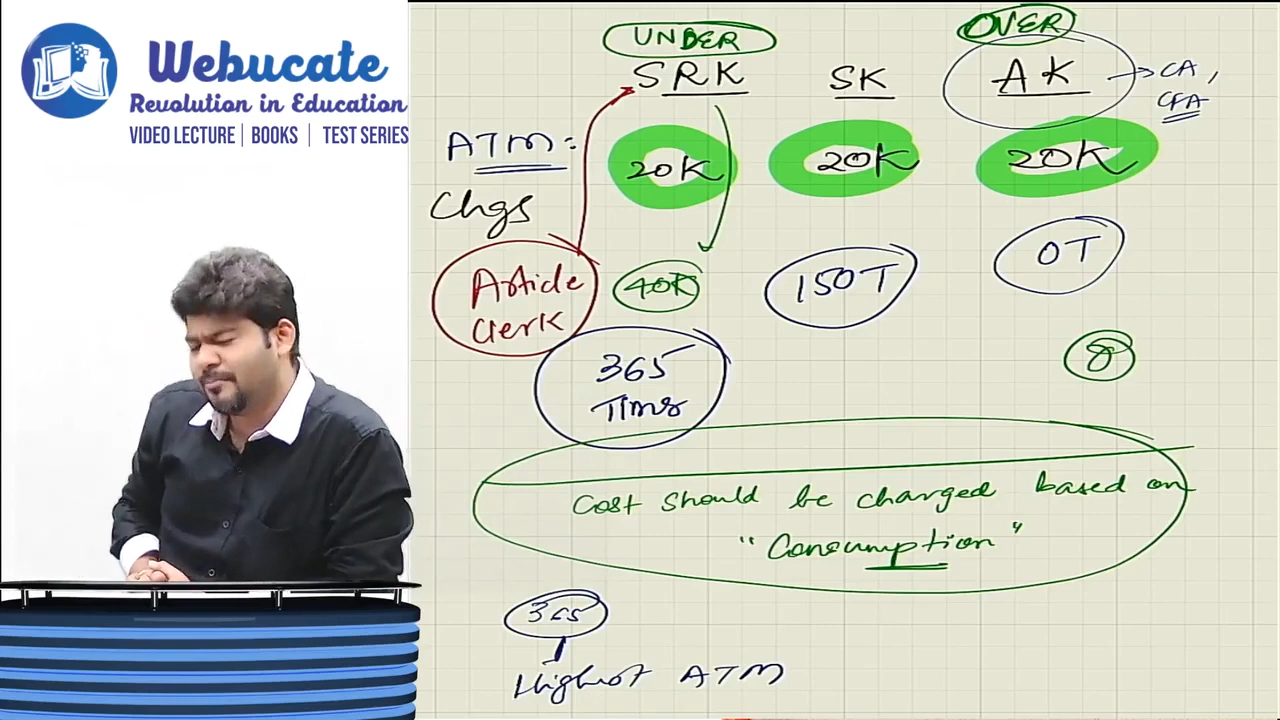 Webucate
Revolution in Education
VIDEO LECTURE | BOOKS | TEST SERIES
UNDER
OVER
SRK
SK
AK
CA,
CFA
ATM:
Chgs
20K
20K
20K
Article
Clerk
40K
150T
0T
365
Times
8
Cost should be charged based on
"Consumption"
365
Highest ATM